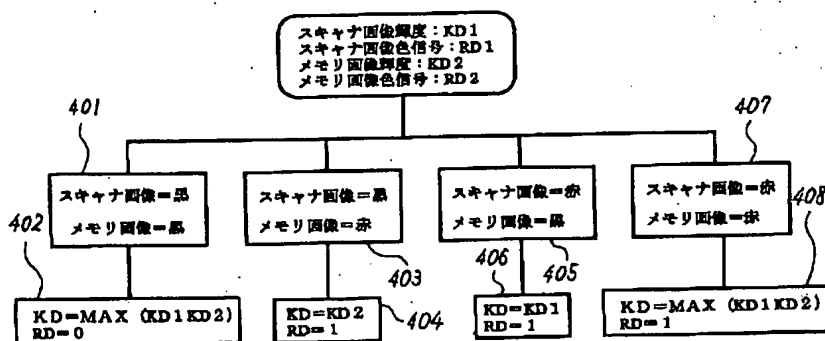 スキャナ画像輝度:KD1
スキャナ画像色信号:RD1
メモリ画像輝度:KD2
メモリ画像色信号:RD2
401
407
スキャナ画像=黒
メモリ画像=黒
スキャナ画像=黒
メモリ画像=赤
スキャナ画像=赤
メモリ画像=黒
スキャナ画像=赤
メモリ画像=赤
402
403
406
405
408
KD=MAX (KD1KD2)
RD=0
KD=KD2
RD=1
404
KD=KD1
RD=1
KD=MAX (KD1KD2)
RD=1